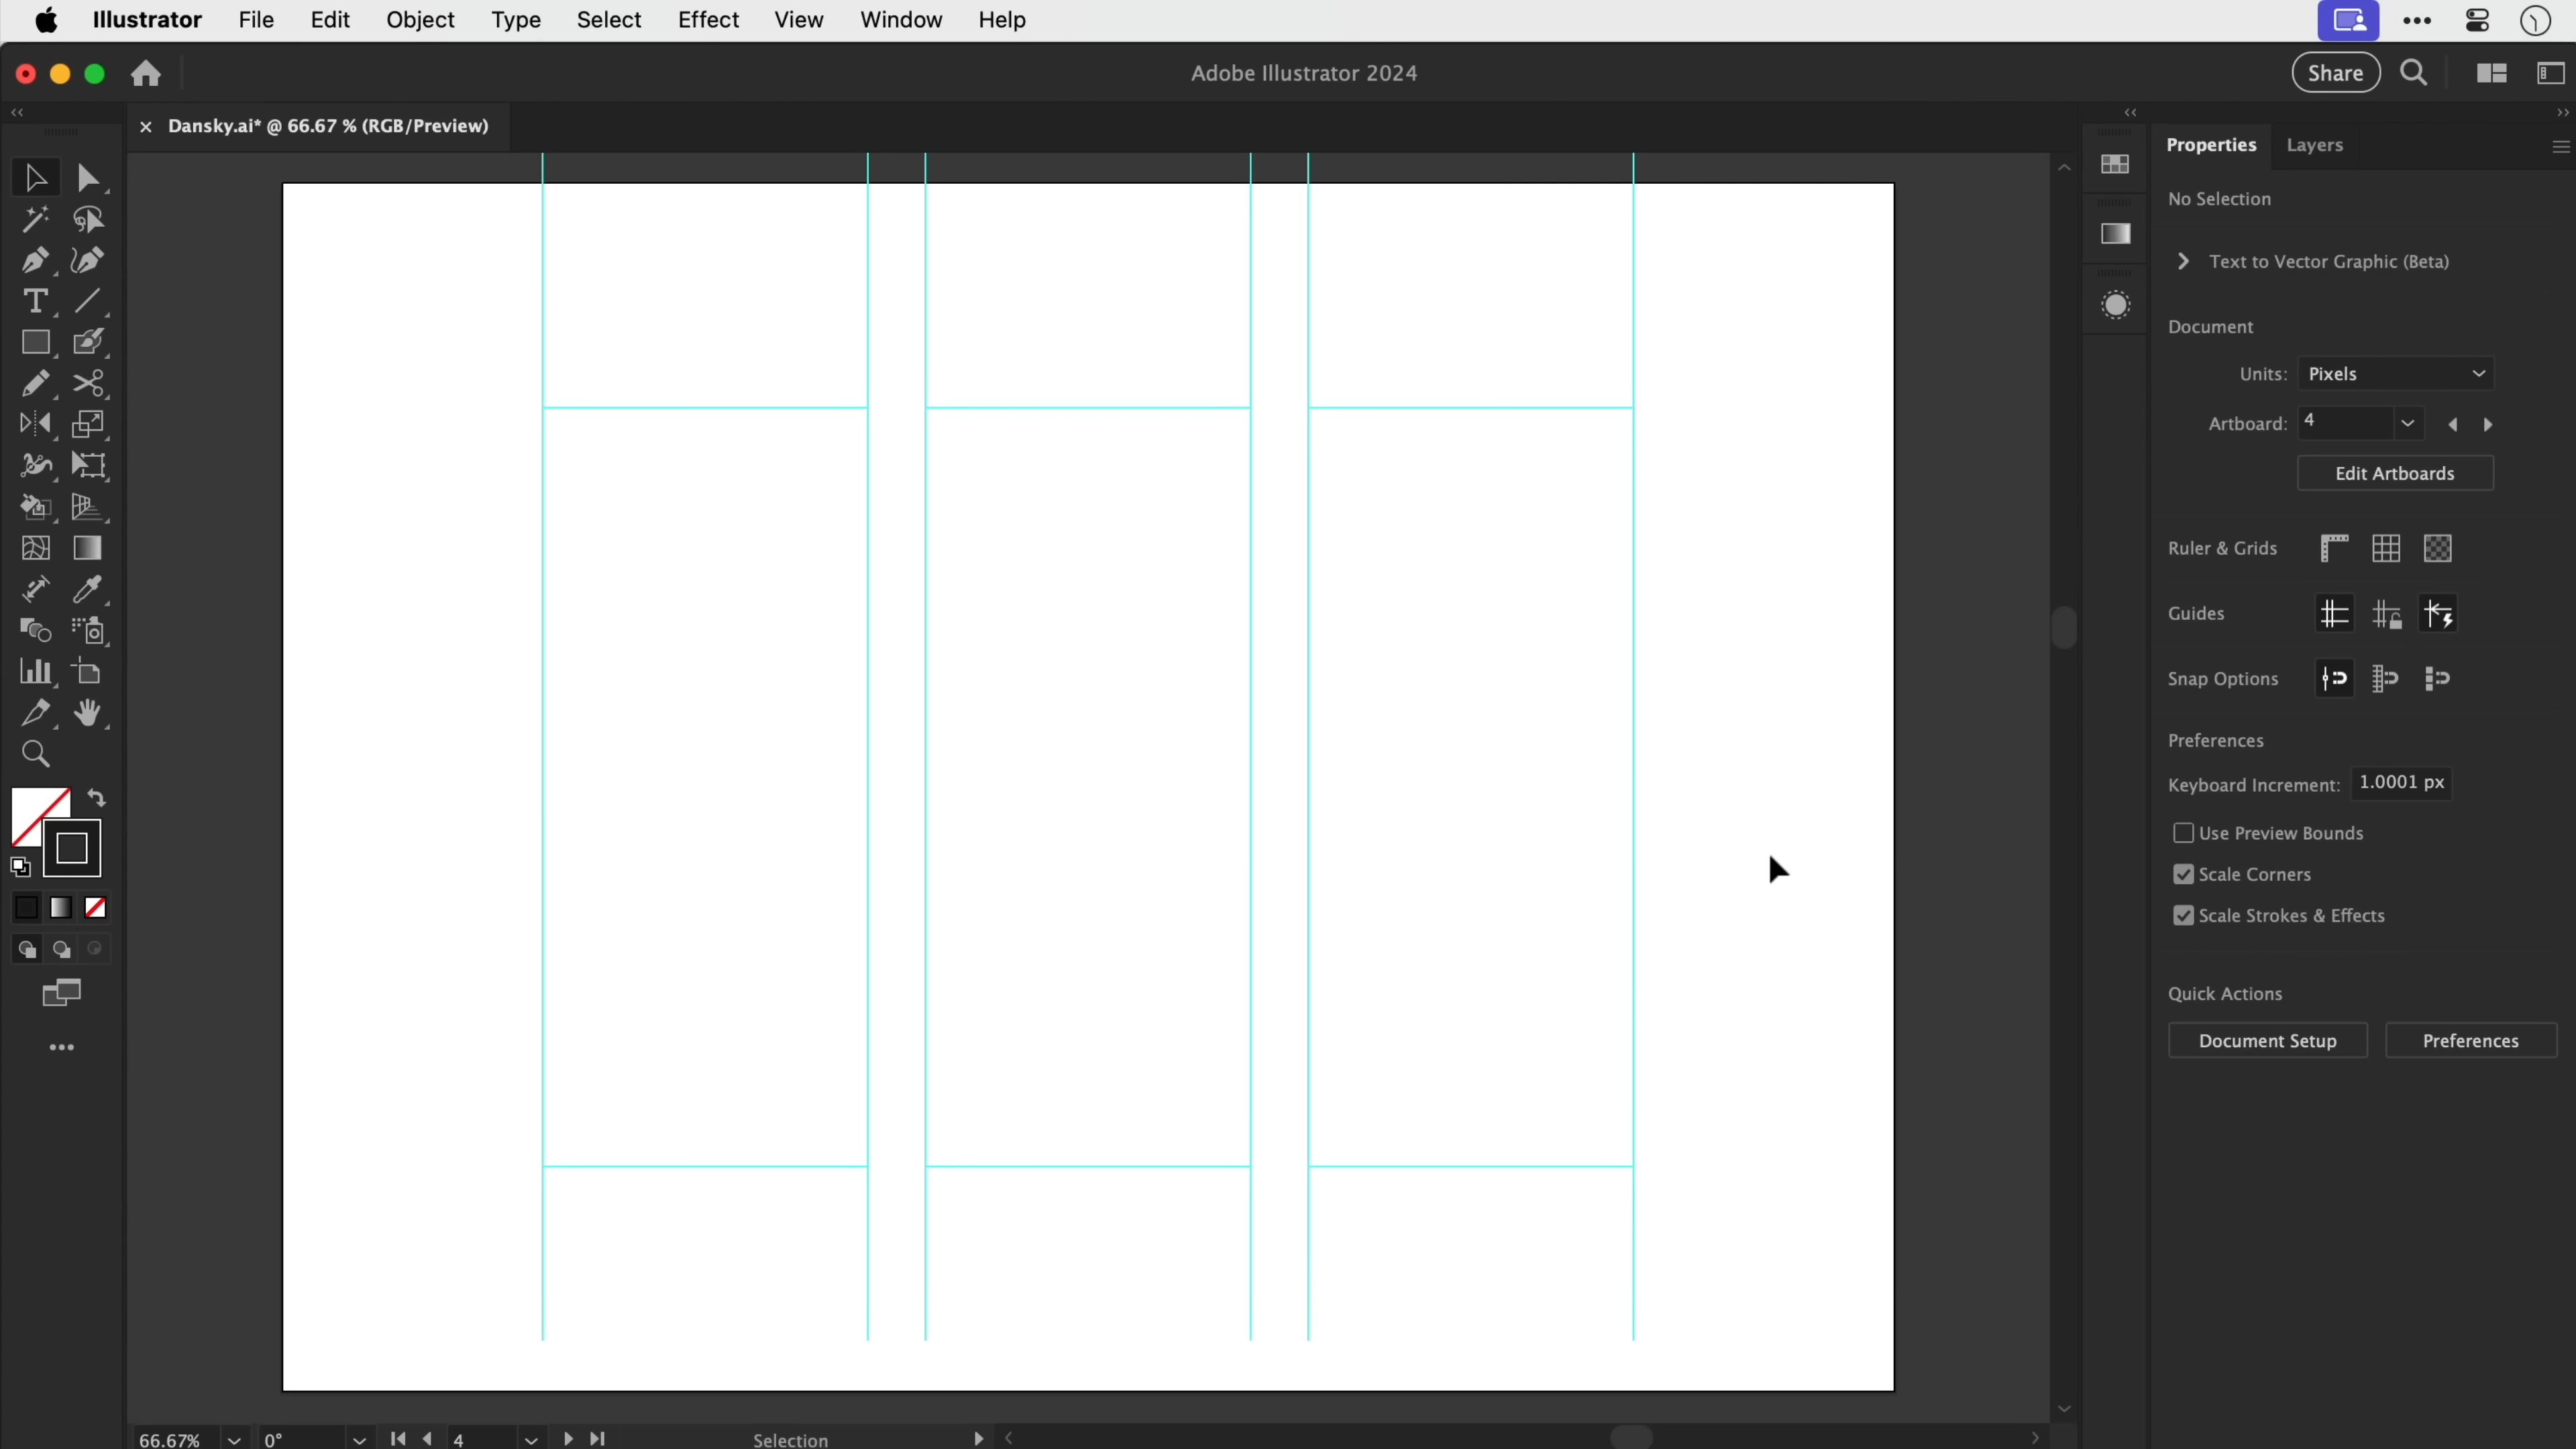 Illustrator File Edit Object Type Select Effect View Window Help
Adobe Illustrator 2024
Share
Dansky.ai* @ 66.67 % (RGB/Preview)
Properties Layers
No Selection
Text to Vector Graphic (Beta)
Document
Units: Pixels
Artboard: 4
Edit Artboards
Ruler & Grids
Guides
Snap Options
Preferences
Keyboard Increment: 1.0001 px
Use Preview Bounds
Scale Corners
Scale Strokes & Effects
Quick Actions
Document Setup Preferences
66.67% 0° 4 Selection